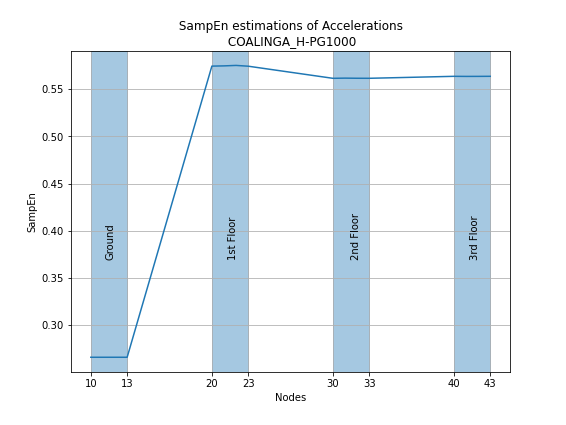 SampEn estimations of Accelerations
COALINGA_H-PG1000
0.55
0.50
0.45
0.40
0.35
0.30
SampEn
Ground
1st Floor
2nd Floor
3rd Floor
10 13 20 23 30 33 40 43
Nodes